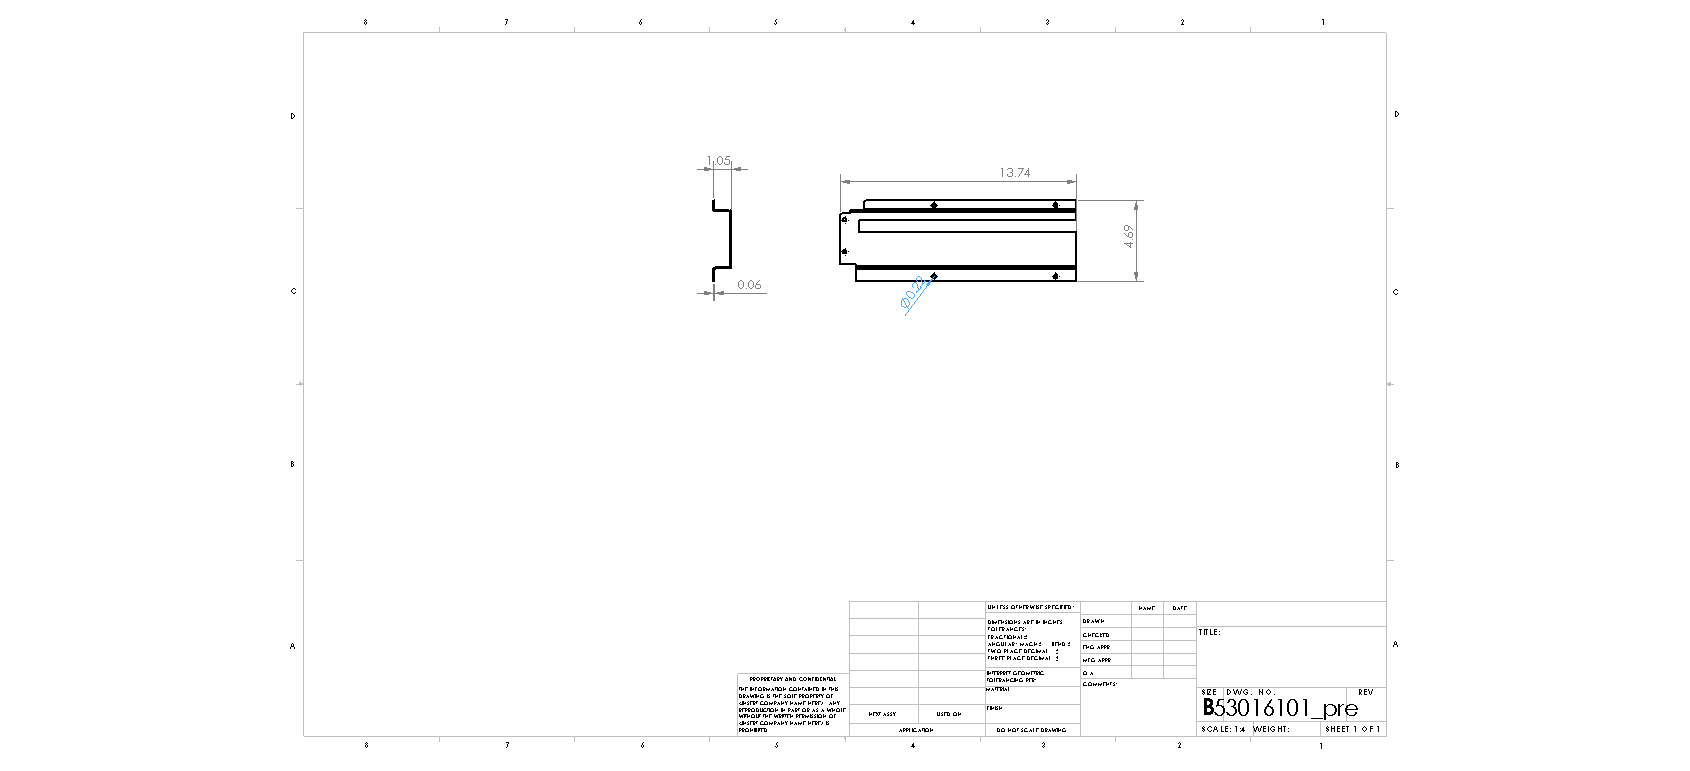 8 7 6 5 4 3 2 1
D D
1.05
13.74
4.69
0.06
C C
B B
A A
UNLESS OTHERWISE SPECIFIED:
NAME DATE
DIMENSIONS ARE IN INCHES
TOLERANCES:
FRACTIONAL±
ANGULAR: MACH± BEND ±
TWO PLACE DECIMAL ±
THREE PLACE DECIMAL ±
DRAWN
CHECKED
ENG APPR.
MFG APPR.
TITLE:
INTERPRET GEOMETRIC
TOLERANCING PER:
Q.A.
COMMENTS:
MATERIAL
PROPRIETARY AND CONFIDENTIAL
THE INFORMATION CONTAINED IN THIS
DRAWING IS THE SOLE PROPERTY OF
<INSERT COMPANY NAME HERE>. ANY
REPRODUCTION IN PART OR AS A WHOLE
WITHOUT THE WRITTEN PERMISSION OF
<INSERT COMPANY NAME HERE> IS
PROHIBITED.
NEXT ASSY
USED ON
FINISH
APPLICATION
DO NOT SCALE DRAWING
SIZE DWG. NO. REV
B53016101_pre
SCALE: 1:4 WEIGHT: SHEET 1 OF 1
8 7 6 5 4 3 2 1